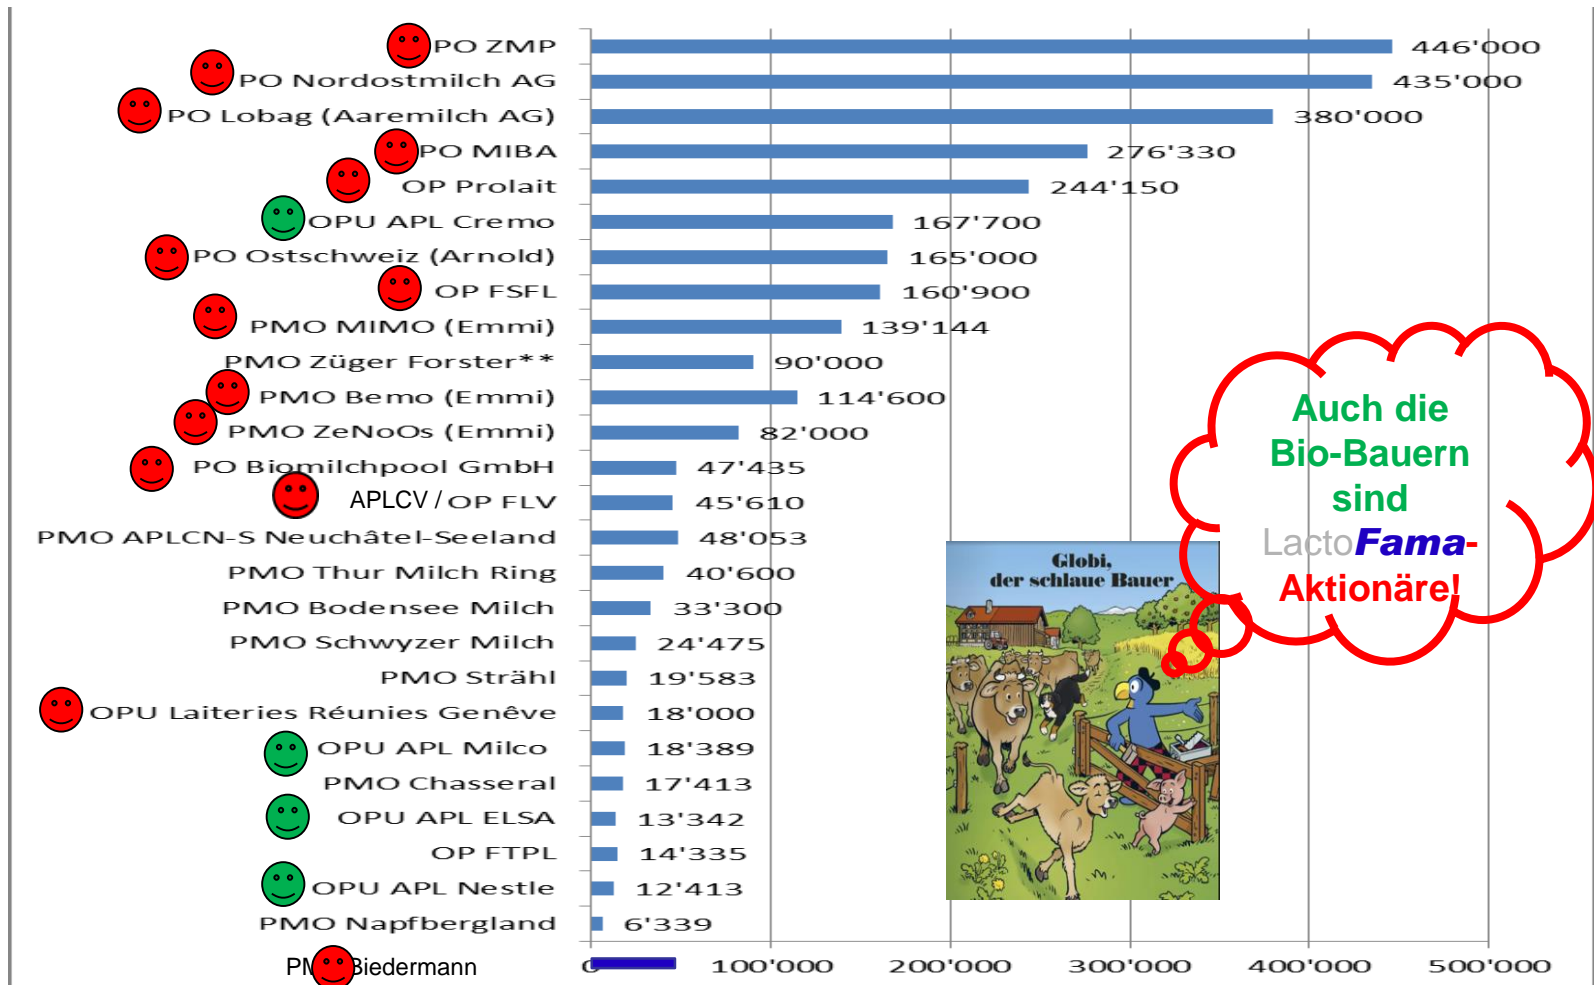 PO ZMP 446'000
PO Nordostmilch AG 435'000
PO Lobag (Aaremilch AG) 380'000
PO MIBA 276'330
OP Prolait 244'150
OPU APL Cremo 167'700
PO Ostschweiz (Arnold) 165'000
OP FSFL 160'900
PMO MIMO (Emmi) 139'144
PMO Züger Forster** 90'000
PMO Bemo (Emmi) 114'600
PMO ZeNoOs (Emmi) 82'000
PO Biomilchpool GmbH 47'435
APLCV / OP FLV 45'610
PMO APLCN-S Neuchâtel-Seeland 48'053
PMO Thur Milch Ring 40'600
PMO Bodensee Milch 33'300
PMO Schwyzer Milch 24'475
PMO Strähl 19'583
OPU Laiteries Réunies Genêve 18'000
OPU APL Milco 18'389
PMO Chasseral 17'413
OPU APL ELSA 13'342
OP FTPL 14'335
OPU APL Nestle 12'413
PMO Napfbergland 6'339
Biedermann
0 100'000 200'000 300'000 400'000 500'000
Auch die
Bio-Bauern
sind
LactoFama-
Aktionäre!
Globi,
der schlaue Bauer